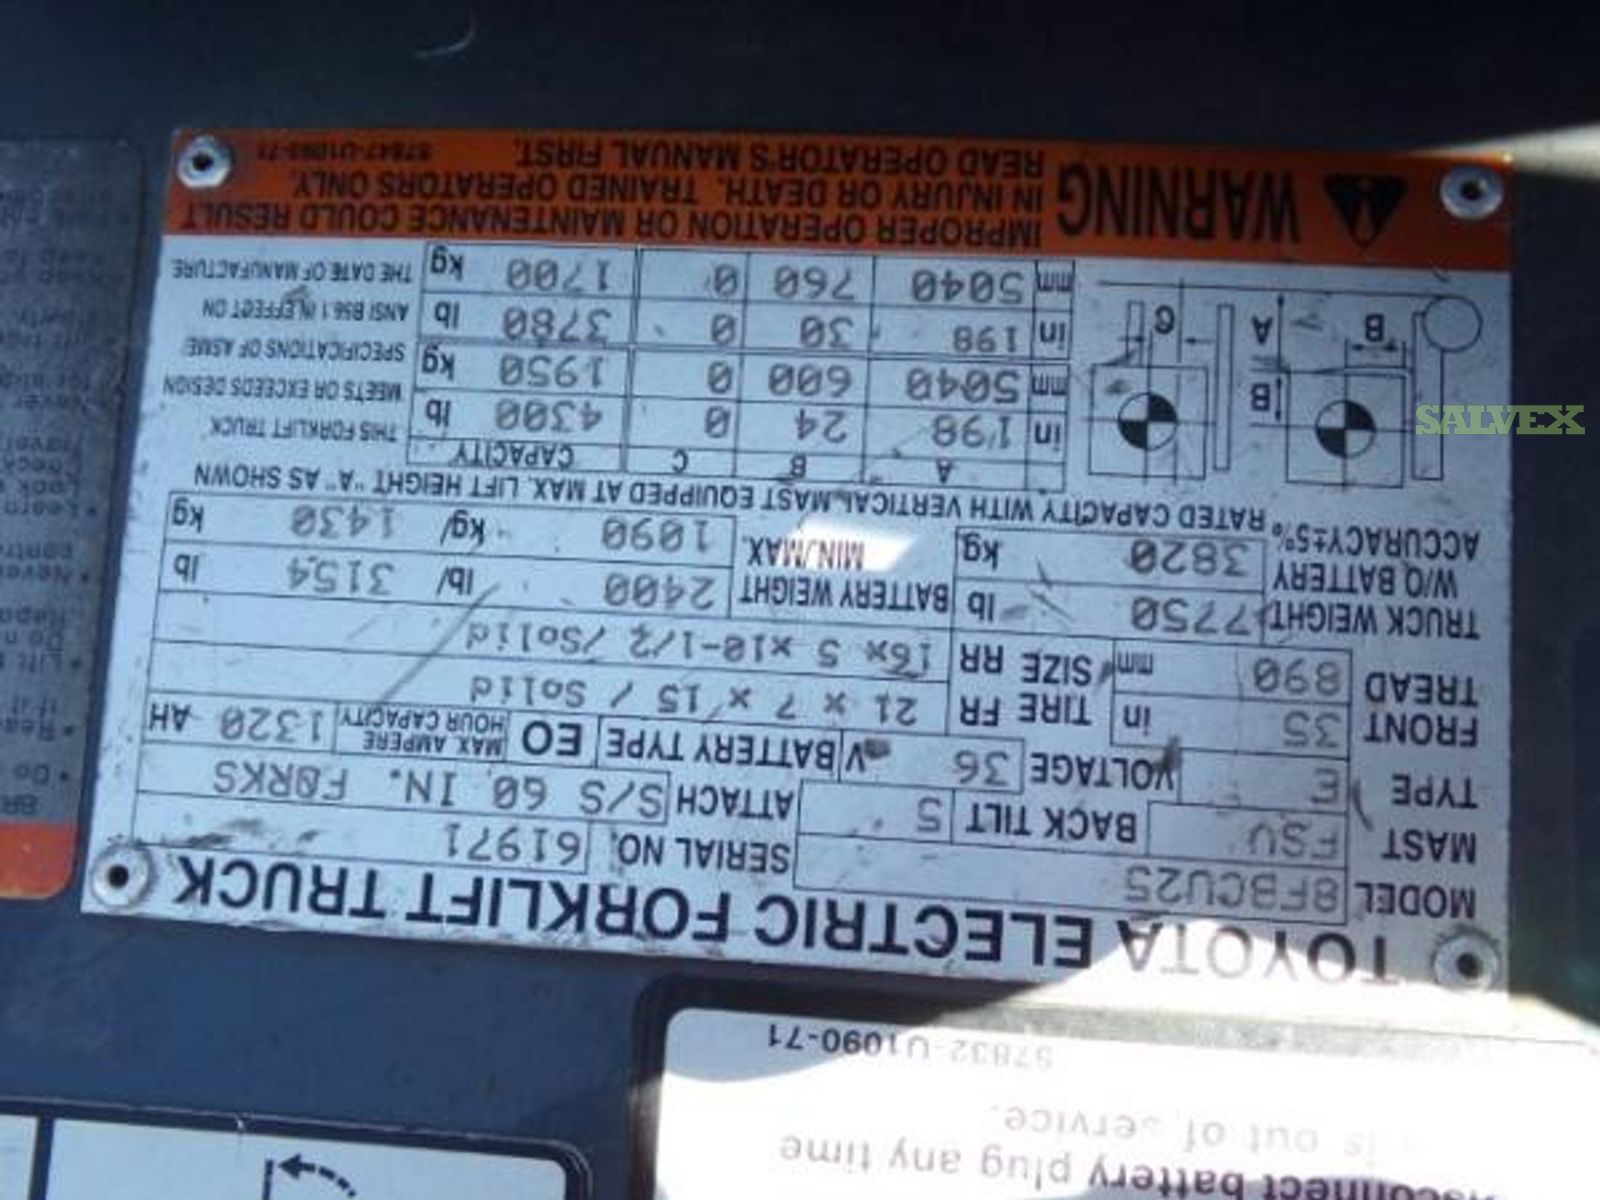 TOYOTA ELECTRIC FORKLIFT TRUCK
MODEL 8FBCU25 SERIAL NO. 61971
MAST FSV BACK TILT 5 ATTACH S/S 60 IN. FORKS
TYPE E VOLTAGE 36 V BATTERY TYPE EO MAX AMPERE HOUR CAPACITY 1320 AH
FRONT 35 in TIRE FR 21 x 7 x 15 / Solid
TREAD 890 mm SIZE RR 16x 5 x10-1/2 /Solid
TRUCK WEIGHT 7750 lb BATTERY WEIGHT 2400 lb/ 3154 lb
W/O BATTERY 3820 kg MIN./MAX. 1090 kg/ 1430 kg
ACCURACY±5% RATED CAPACITY WITH VERTICAL MAST EQUIPPED AT MAX. LIFT HEIGHT "A" AS SHOWN
A B C CAPACITY
in 198 24 0 4300 lb
mm 5040 600 0 1950 kg
in 198 30 0 3780 lb
mm 5040 760 0 1700 kg
THIS FORKLIFT TRUCK
MEETS OR EXCEEDS DESIGN
SPECIFICATIONS OF ASME
ANSI B56.1 IN EFFECT ON
THE DATE OF MANUFACTURE
B A B C
WARNING
IMPROPER OPERATION OR MAINTENANCE COULD RESULT
IN INJURY OR DEATH. TRAINED OPERATORS ONLY.
READ OPERATOR'S MANUAL FIRST. 57847-U1090-71
battery plug any time
is out of service.
57832-U1090-71
SALVEX